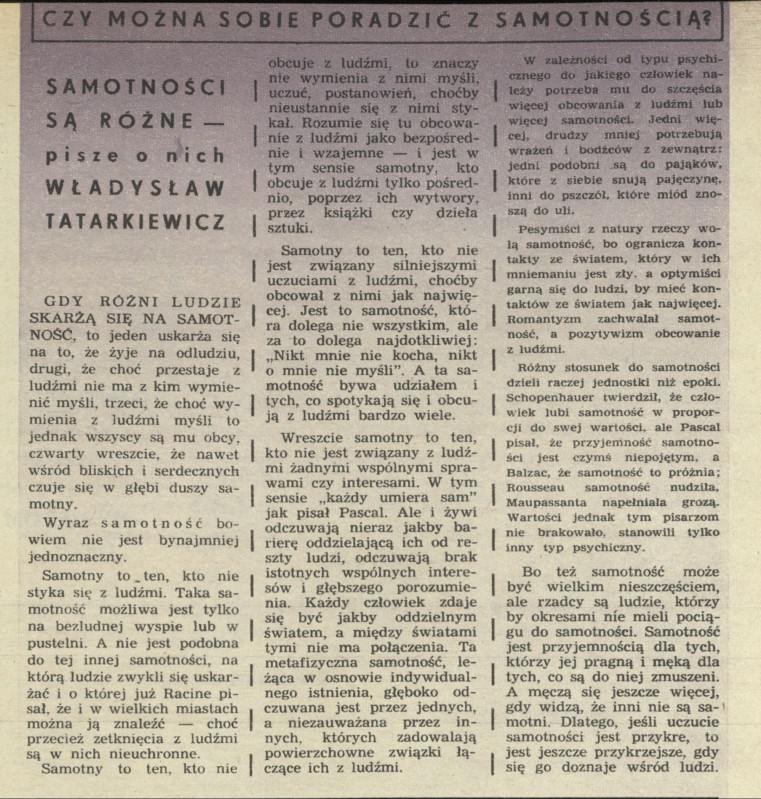 CZY MOŻNA SOBIE PORADZIĆ Z SAMOTNOŚCIĄ?
SAMOTNOŚCI
SĄ RÓŻNE —
pisze o nich
WŁADYSŁAW
TATARKIEWICZ
GDY RÓŻNI LUDZIE
SKARŻĄ SIĘ NA SAMOT-
NOŚĆ, to jeden uskarża się
na to, że żyje na odludziu,
drugi, że choć przestaje z
ludźmi nie ma z kim wymie-
nić myśli, trzeci, że choć wy-
mienia z ludźmi myśli to
jednak wszyscy są mu obcy,
czwarty wreszcie, że nawet
wśród bliskich i serdecznych
czuje się w głębi duszy sa-
motny.
Wyraz samotność bo-
wiem nie jest bynajmniej
jednoznaczny.
Samotny to ten, kto nie
styka się z ludźmi. Taka sa-
motność możliwa jest tylko
na bezludnej wyspie lub w
pustelni. A nie jest podobna
do tej innej samotności, na
którą ludzie zwykli się uskar-
żać i o której już Racine pi-
sał, że i w wielkich miastach
można ją znaleźć — choć
przecież zetknięcia z ludźmi
są w nich nieuchronne.
Samotny to ten, kto nie
obcuje z ludźmi, to znaczy
nie wymienia z nimi myśli,
uczuć, postanowień, choćby
nieustannie się z nimi sty-
kał. Rozumie się tu obcowa-
nie z ludźmi jako bezpośred-
nie i wzajemne — i jest w
tym sensie samotny, kto
obcuje z ludźmi tylko pośred-
nio, poprzez ich wytwory,
przez książki czy dzieła
sztuki.
Samotny to ten, kto nie
jest związany silniejszymi
uczuciami z ludźmi, choćby
obcował z nimi jak najwię-
cej. Jest to samotność, któ-
ra dolega nie wszystkim, ale
za to dolega najdotkliwiej:
„Nikt mnie nie kocha, nikt
o mnie nie myśli”. A ta sa-
motność bywa udziałem i
tych, co spotykają się i obcu-
ją z ludźmi bardzo wiele.
Wreszcie samotny to ten,
kto nie jest związany z ludź-
mi żadnymi wspólnymi spra-
wami czy interesami. W tym
sensie „każdy umiera sam”
jak pisał Pascal. Ale i żywi
odczuwają nieraz jakby ba-
rierę oddzielającą ich od re-
szty ludzi, odczuwają brak
istotnych wspólnych intere-
sów i głębszego porozumie-
nia. Każdy człowiek zdaje
się być jakby oddzielnym
światem, a między światami
tymi nie ma połączenia. Ta
metafizyczna samotność, le-
żąca w osnowie indywidual-
nego istnienia, głęboko od-
czuwana jest przez jednych,
a niezauważana przez in-
nych, których zadowalają
powierzchowne związki łą-
czące ich z ludźmi.
W zależności od typu psychi-
cznego do jakiego człowiek na-
leży potrzeba mu do szczęścia
więcej obcowania z ludźmi lub
więcej samotności. Jedni wię-
cej, drudzy mniej potrzebują
wrażeń i bodźców z zewnątrz:
jedni podobni są do pająków,
które z siebie snują pajęczynę,
inni do pszczół, które miód zno-
szą do uli.
Pesymiści z natury rzeczy wo-
lą samotność, bo ogranicza kon-
takty ze światem, który w ich
mniemaniu jest zły, a optymiści
garną się do ludzi, by mieć kon-
taktów ze światem jak najwięcej.
Romantyzm zachwalał samot-
ność, a pozytywizm obcowanie
z ludźmi.
Różny stosunek do samotności
dzieli raczej jednostki niż epoki.
Schopenhauer twierdził, że czło-
wiek lubi samotność w propor-
cji do swej wartości, ale Pascal
pisał, że przyjemność samotno-
ści jest czymś niepojętym, a
Balzac, że samotność to próżnia;
Rousseau samotność nudziła,
Maupassanta napełniała grozą.
Wartości jednak tym pisarzom
nie brakowało, stanowili tylko
inny typ psychiczny.
Bo też samotność może
być wielkim nieszczęściem,
ale rzadcy są ludzie, którzy
by okresami nie mieli pocią-
gu do samotności. Samotność
jest przyjemnością dla tych,
którzy jej pragną i męką dla
tych, co są do niej zmuszeni.
A męczą się jeszcze więcej,
gdy widzą, że inni nie są sa-
motni. Dlatego, jeśli uczucie
samotności jest przykre, to
jest jeszcze przykrzejsze, gdy
się go doznaje wśród ludzi.